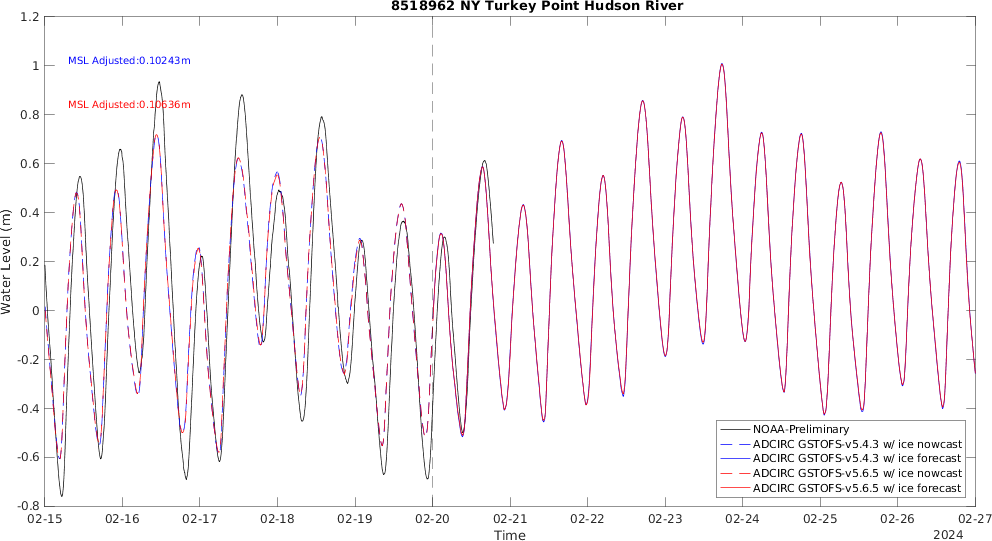 8518962 NY Turkey Point Hudson River
1.2
1
0.8
0.6
0.4
0.2
0
-0.2
-0.4
-0.6
-0.8
Water Level (m)
MSL Adjusted:0.10243m
MSL Adjusted:0.10636m
NOAA-Preliminary
ADCIRC GSTOFS-v5.4.3 w/ ice nowcast
ADCIRC GSTOFS-v5.4.3 w/ ice forecast
ADCIRC GSTOFS-v5.6.5 w/ ice nowcast
ADCIRC GSTOFS-v5.6.5 w/ ice forecast
02-15 02-16 02-17 02-18 02-19 02-20 02-21 02-22 02-23 02-24 02-25 02-26 02-27
Time
2024